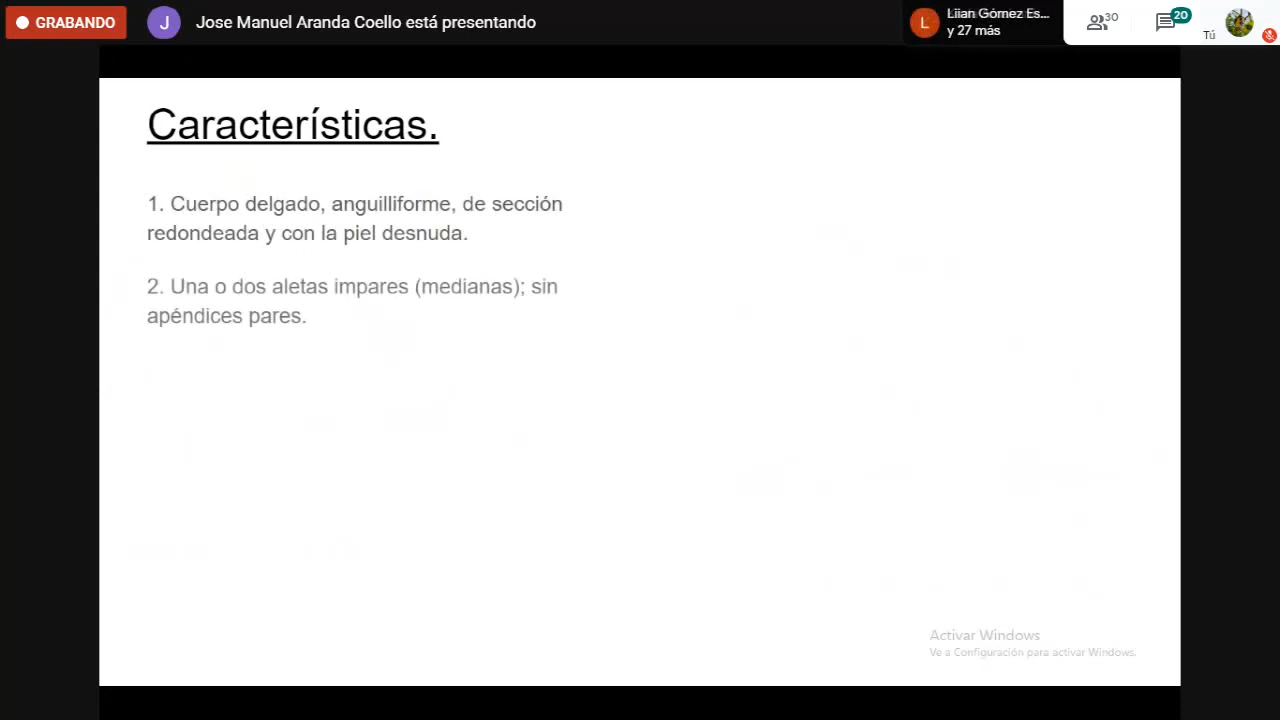 GRABANDO
J
Jose Manuel Aranda Coello está presentando
L
Liian Gómez Es...
y 27 más
30
20
Tú
Características.
1. Cuerpo delgado, anguilliforme, de sección
redondeada y con la piel desnuda.
2. Una o dos aletas impares (medianas); sin
apéndices pares.
Activar Windows
Ve a Configuración para activar Windows.